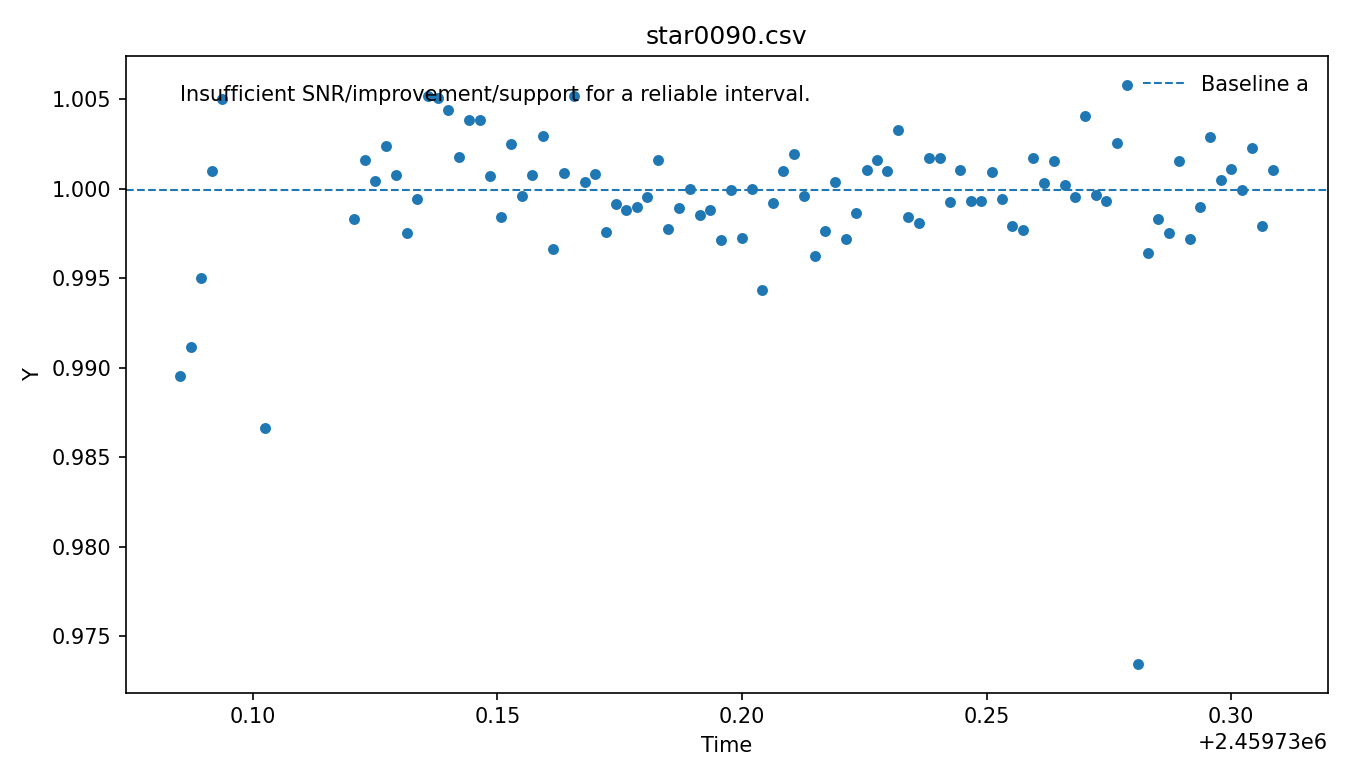 star0090.csv
Insufficient SNR/improvement/support for a reliable interval.
Baseline a
1.005
1.000
0.995
0.990
0.985
0.980
0.975
Y
0.10
0.15
0.20
0.25
0.30
Time
+2.45973e6